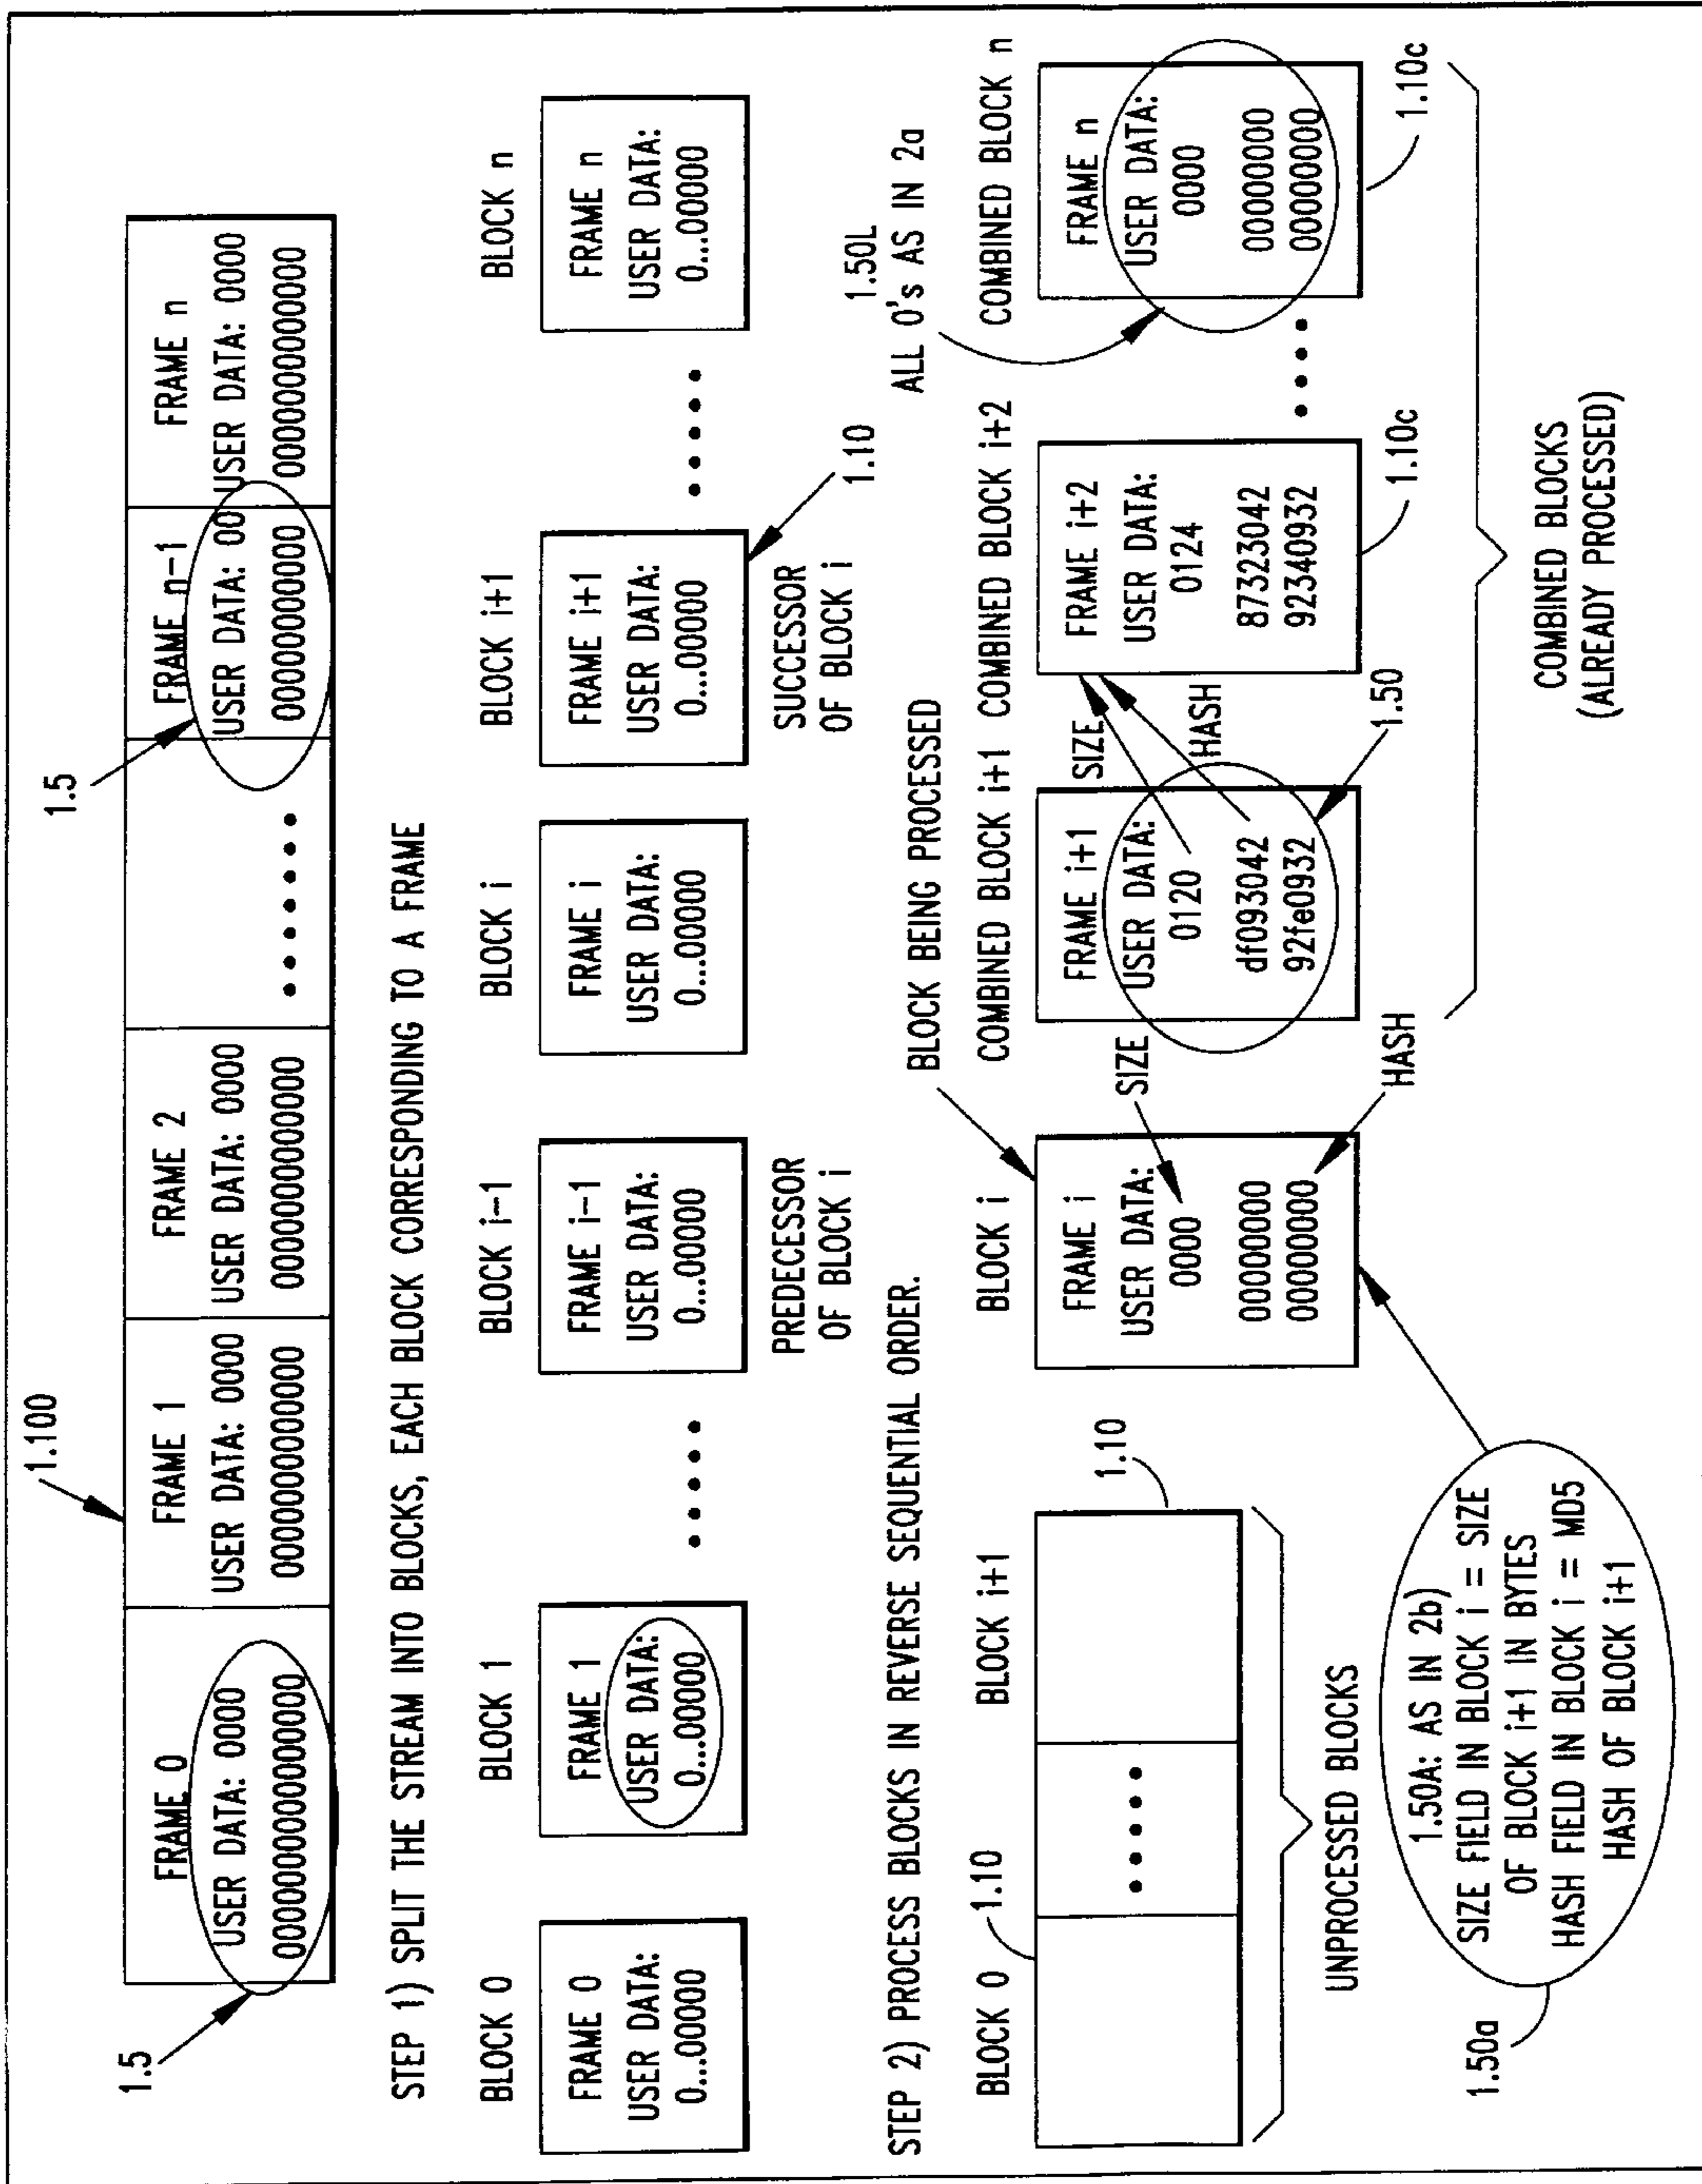 1.100
1.5
1.5
FRAME 0
USER DATA: 0000
0000000000000000
FRAME 1
USER DATA: 0000
0000000000000
FRAME 2
USER DATA: 0000
0000000000000
FRAME n-1
USER DATA: 00
00000000000
FRAME n
USER DATA: 0000
0000000000000
STEP 1) SPLIT THE STREAM INTO BLOCKS, EACH BLOCK CORRESPONDING TO A FRAME
BLOCK 0
FRAME 0
USER DATA:
0...00000
BLOCK 1
FRAME 1
USER DATA:
0...00000
BLOCK i-1
FRAME i-1
USER DATA:
0...00000
PREDECESSOR
OF BLOCK i
BLOCK i
FRAME i
USER DATA:
0...00000
BLOCK i+1
FRAME i+1
USER DATA:
0...00000
SUCCESSOR
OF BLOCK i
1.10
BLOCK n
FRAME n
USER DATA:
0...00000
STEP 2) PROCESS BLOCKS IN REVERSE SEQUENTIAL ORDER.
BLOCK 0
1.10
BLOCK i+1
1.10
UNPROCESSED BLOCKS
BLOCK BEING PROCESSED
BLOCK i
FRAME i
USER DATA:
0000
00000000
00000000
SIZE
HASH
COMBINED BLOCK i+1
FRAME i+1
USER DATA:
0120
df093042
92fe0932
SIZE
HASH
1.50
COMBINED BLOCK i+2
FRAME i+2
USER DATA:
0124
87323042
92340932
1.10c
1.50L
ALL 0's AS IN 2a
COMBINED BLOCK n
FRAME n
USER DATA:
0000
00000000
00000000
1.10c
COMBINED BLOCKS
(ALREADY PROCESSED)
1.50A: AS IN 2b)
SIZE FIELD IN BLOCK i = SIZE
OF BLOCK i+1 IN BYTES
HASH FIELD IN BLOCK i = MD5
HASH OF BLOCK i+1
1.50a